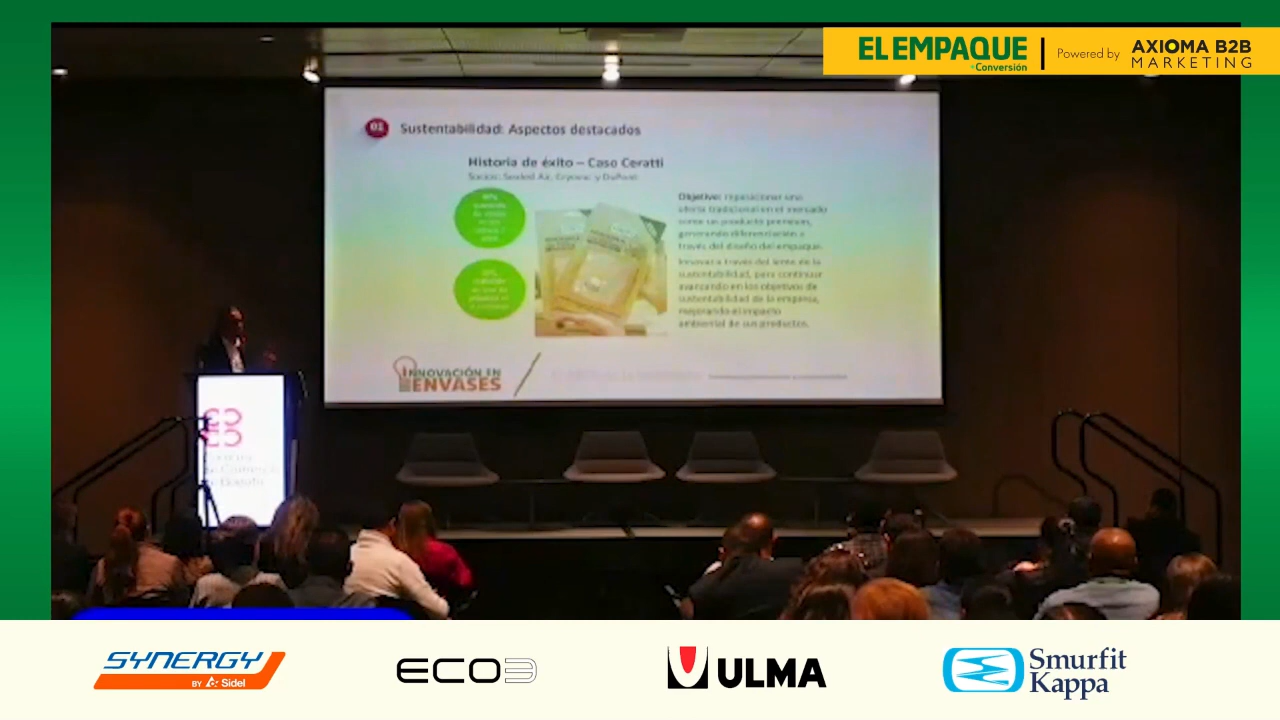 EL EMPAQUE
+Conversión
Powered by
AXIOMA B2B
MARKETING
01
Sustentabilidad: Aspectos destacados
Historia de éxito – Caso Ceratti
Socios: Sealed Air, Cryovac y DuPont
Objetivo: reposicionar una
oferta tradicional en el mercado
como un producto premium,
generando diferenciación a
través del diseño del empaque.
Innovar a través del lente de la
sustentabilidad, para continuar
avanzando en los objetivos de
sustentabilidad de la empresa,
mejorando el impacto
ambiental de sus productos.
INNOVACIÓN EN
ENVASES
SYNERGY
BY Sidel
ECO3
ULMA
Smurfit
Kappa